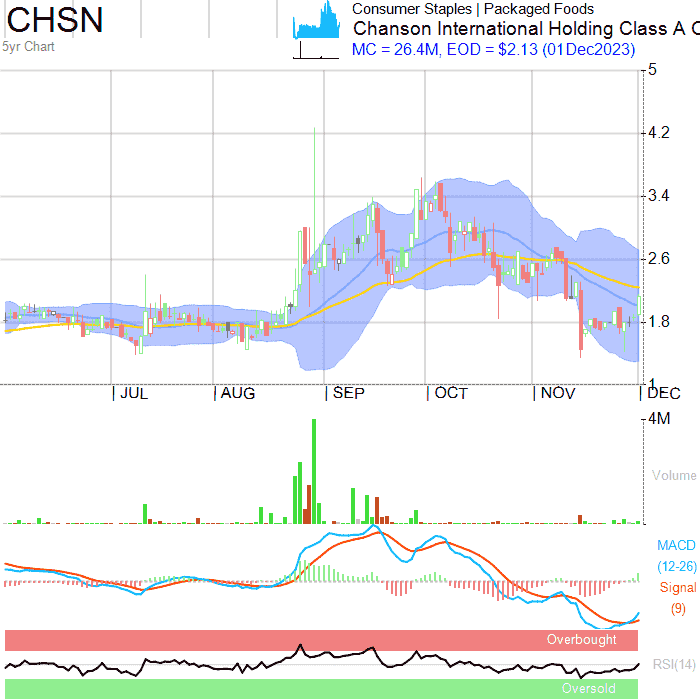 CHSN
5yr Chart
Consumer Staples | Packaged Foods
Chanson International Holding Class A O
MC = 26.4M, EOD = $2.13 (01Dec2023)
5
4.2
3.4
2.6
1.8
1
JUL
AUG
SEP
OCT
NOV
DEC
4M
Volume
MACD
(12-26)
Signal
(9)
Overbought
RSI(14)
Oversold